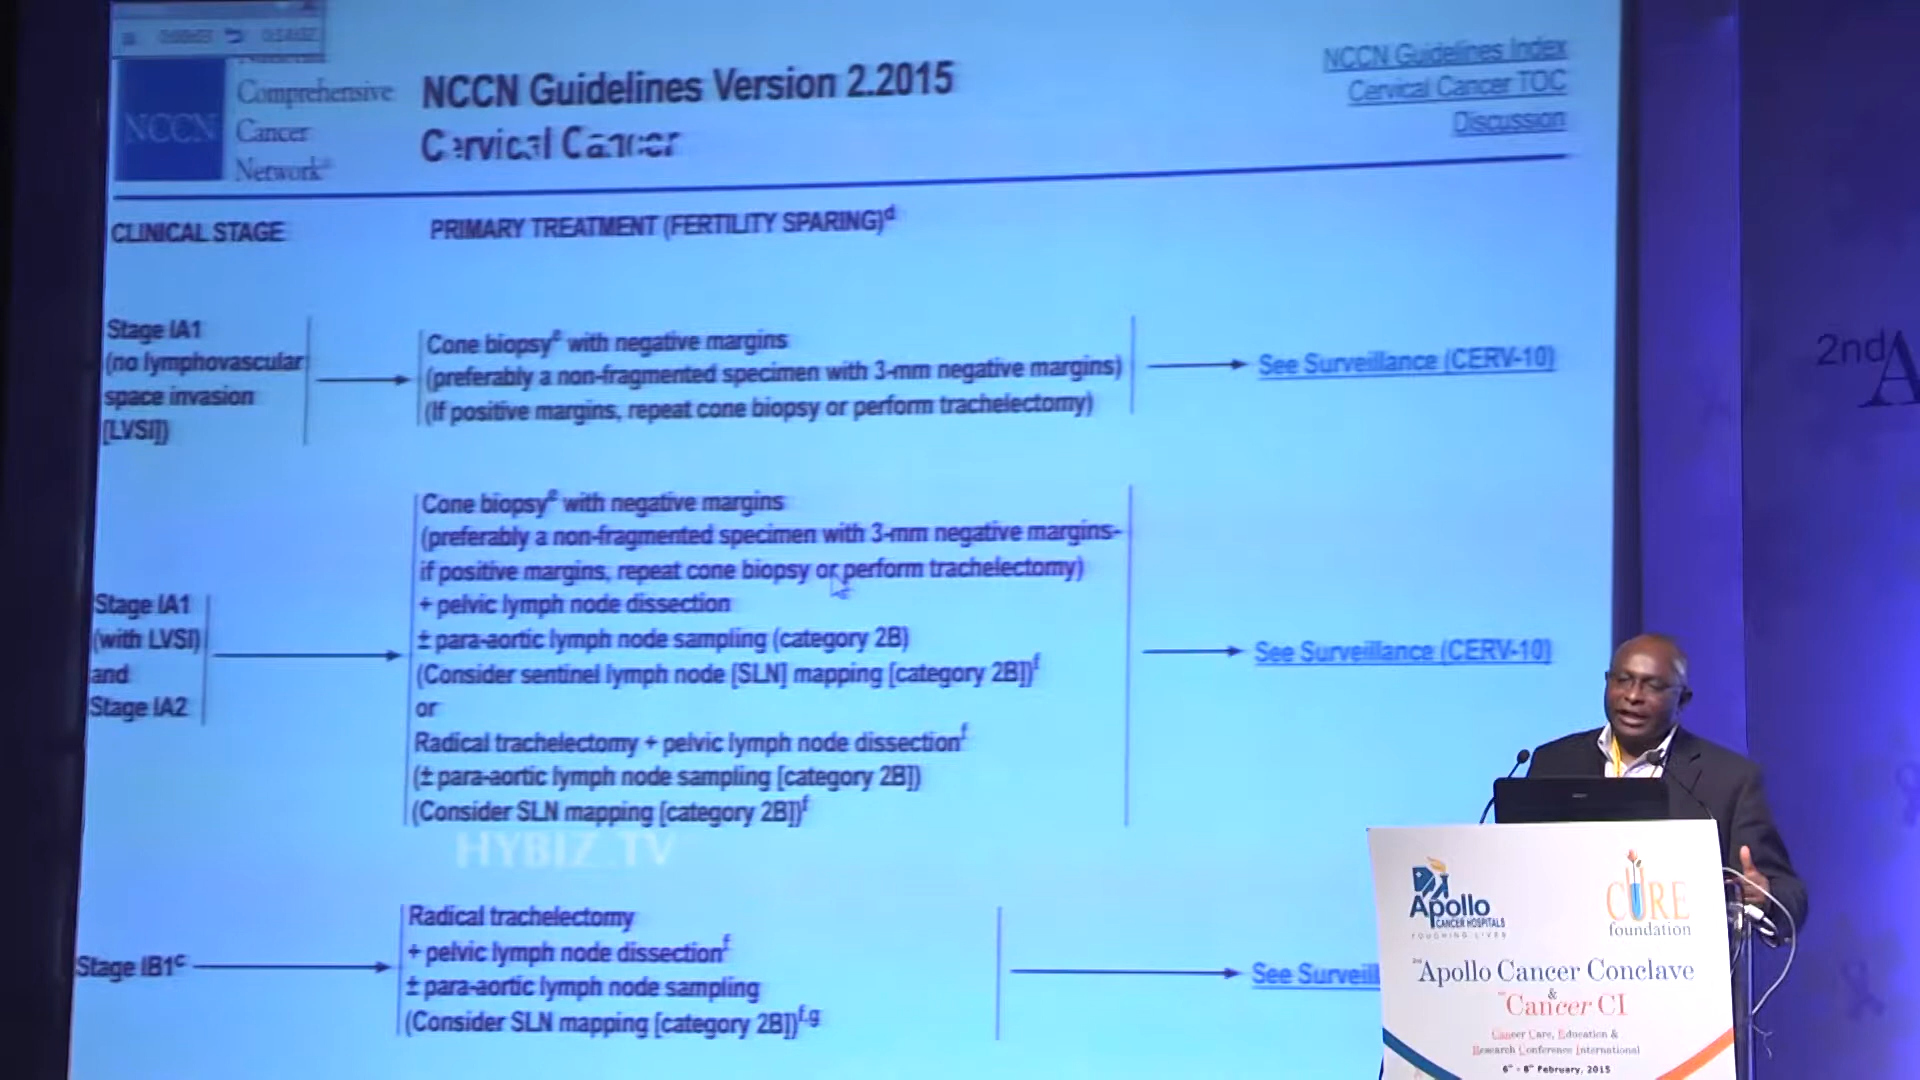 NCCN
Comprehensive
Cancer
Network®
NCCN Guidelines Version 2.2015
Cervical Cancer
NCCN Guidelines Index
Cervical Cancer TOC
Discussion
CLINICAL STAGE
PRIMARY TREATMENT (FERTILITY SPARING)d
Stage IA1
(no lymphovascular
space invasion
[LVSI])
Cone biopsye with negative margins
(preferably a non-fragmented specimen with 3-mm negative margins)
(If positive margins, repeat cone biopsy or perform trachelectomy)
See Surveillance (CERV-10)
Stage IA1
(with LVSI)
and
Stage IA2
Cone biopsye with negative margins
(preferably a non-fragmented specimen with 3-mm negative margins-
if positive margins, repeat cone biopsy or perform trachelectomy)
+ pelvic lymph node dissection
± para-aortic lymph node sampling (category 2B)
(Consider sentinel lymph node [SLN] mapping [category 2B])f
or
Radical trachelectomy + pelvic lymph node dissectionf
(± para-aortic lymph node sampling [category 2B])
(Consider SLN mapping [category 2B])f
See Surveillance (CERV-10)
HYBIZ.TV
Stage IB1c
Radical trachelectomy
+ pelvic lymph node dissectionf
± para-aortic lymph node sampling
(Consider SLN mapping [category 2B])f,g
See Surveill
2nd A
Apollo
CANCER HOSPITALS
TOUCHING LIVES
CURE
foundation
Apollo Cancer Conclave
&
Cancer CI
Cancer Care, Education &
Research Conference International
6th - 8th February, 2015